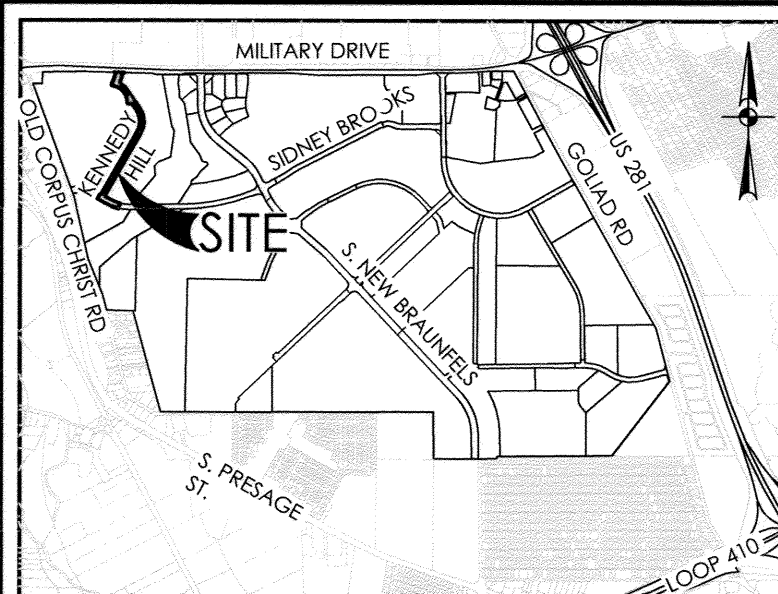 MILITARY DRIVE
OLD CORPUS CHRIST RD
KENNEDY
HILL
SIDNEY BROOKS
SITE
US 281
GOLIAD RD
S. NEW BRAUNFELS
S. PRESAGE
ST.
LOOP 410